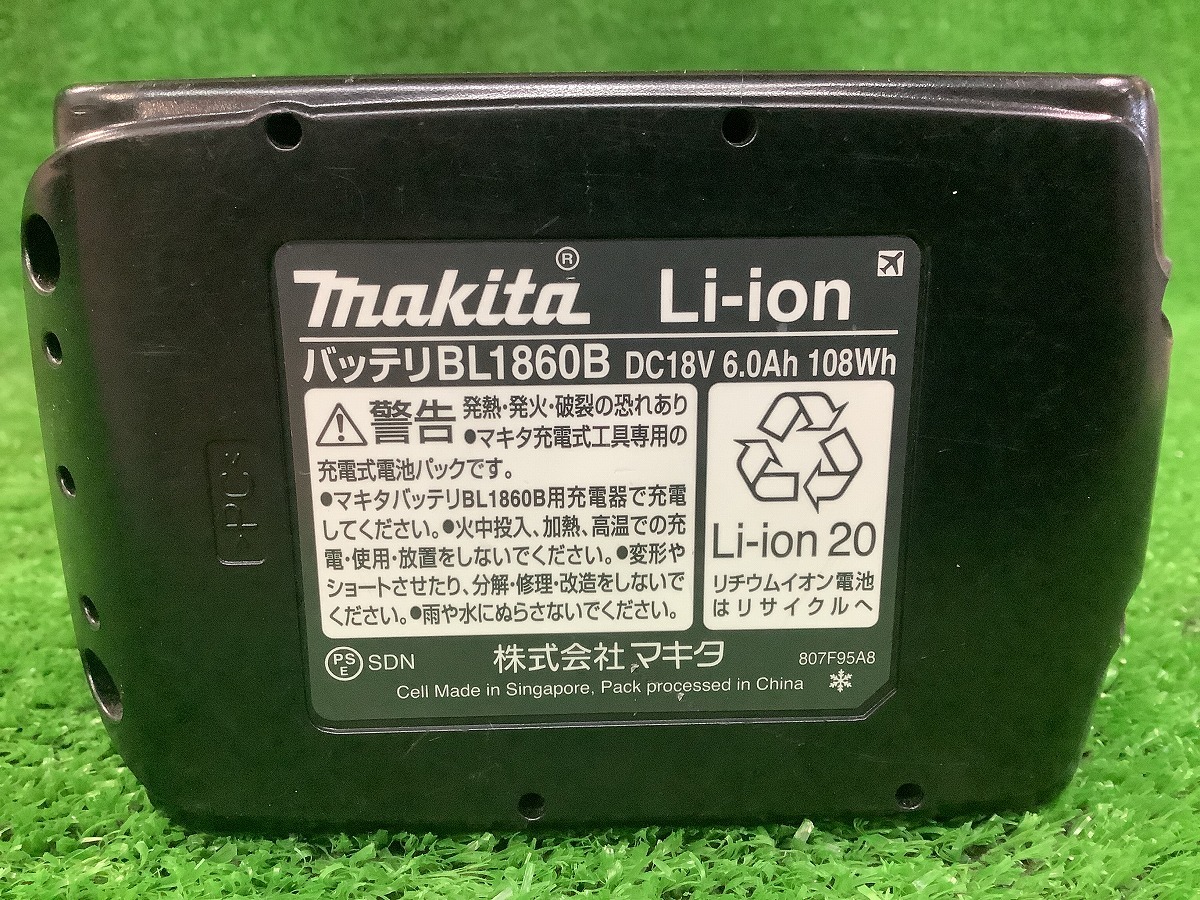 makita® Li-ion
バッテリBL1860B DC18V 6.0Ah 108Wh
警告 発熱・発火・破裂の恐れあり
●マキタ充電式工具専用の
充電式電池パックです。
●マキタバッテリBL1860B用充電器で充電
してください。●火中投入、加熱、高温での充
電・使用・放置をしないでください。●変形や
ショートさせたり、分解・修理・改造をしないで
ください。●雨や水にぬらさないでください。
Li-ion 20
リチウムイオン電池
はリサイクルへ
PSE SDN 株式会社マキタ 807F95A8
Cell Made in Singapore, Pack processed in China